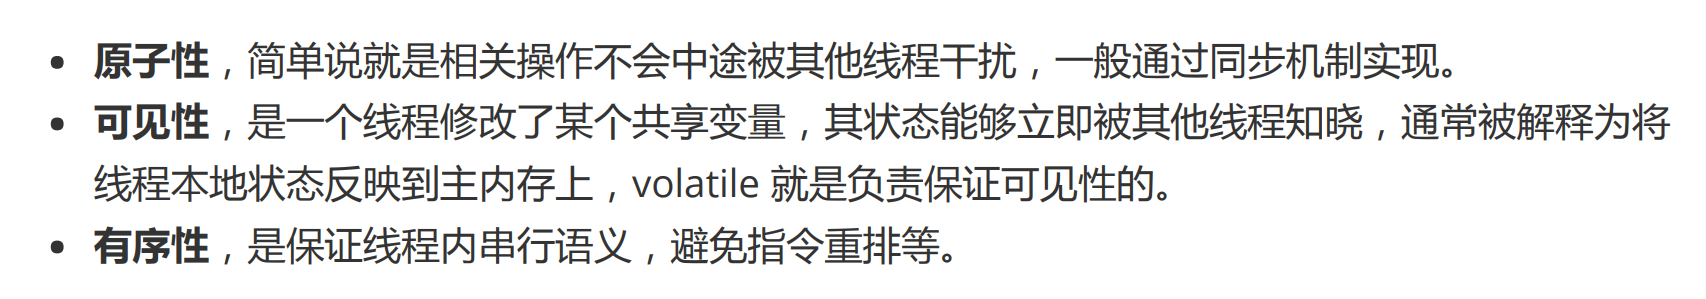 • 原子性，简单说就是相关操作不会中途被其他线程干扰，一般通过同步机制实现。
• 可见性，是一个线程修改了某个共享变量，其状态能够立即被其他线程知晓，通常被解释为将
线程本地状态反映到主内存上，volatile 就是负责保证可见性的。
• 有序性，是保证线程内串行语义，避免指令重排等。